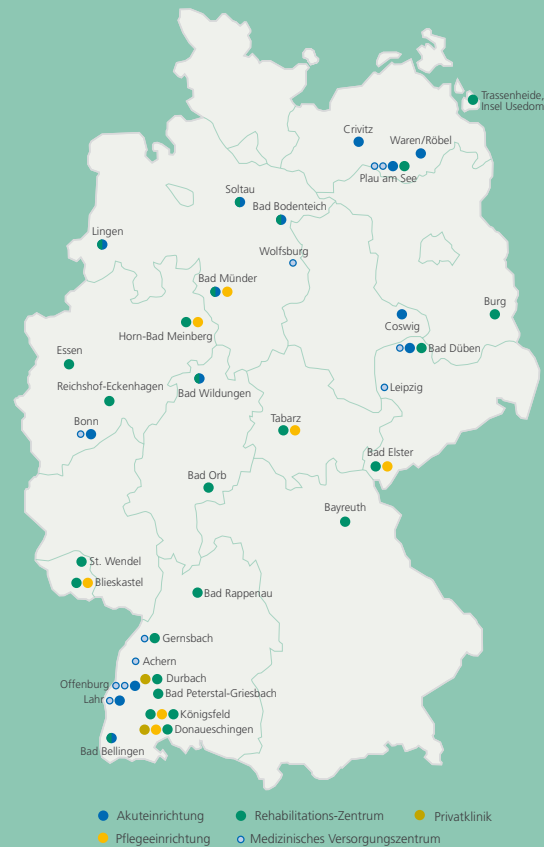 Trassenheide,
Insel Usedom
Crivitz
Waren/Röbel
Plau am See
Soltau
Bad Bodenteich
Lingen
Wolfsburg
Bad Münder
Burg
Coswig
Horn-Bad Meinberg
Bad Düben
Essen
Reichshof-Eckenhagen
Leipzig
Bad Wildungen
Bonn
Tabarz
Bad Elster
Bad Orb
Bayreuth
St. Wendel
Blieskastel
Bad Rappenau
Gernsbach
Achern
Durbach
Offenburg
Bad Peterstal-Griesbach
Lahr
Königsfeld
Donaueschingen
Bad Bellingen
Akuteinrichtung
Rehabilitations-Zentrum
Privatklinik
Pflegeeinrichtung
Medizinisches Versorgungszentrum